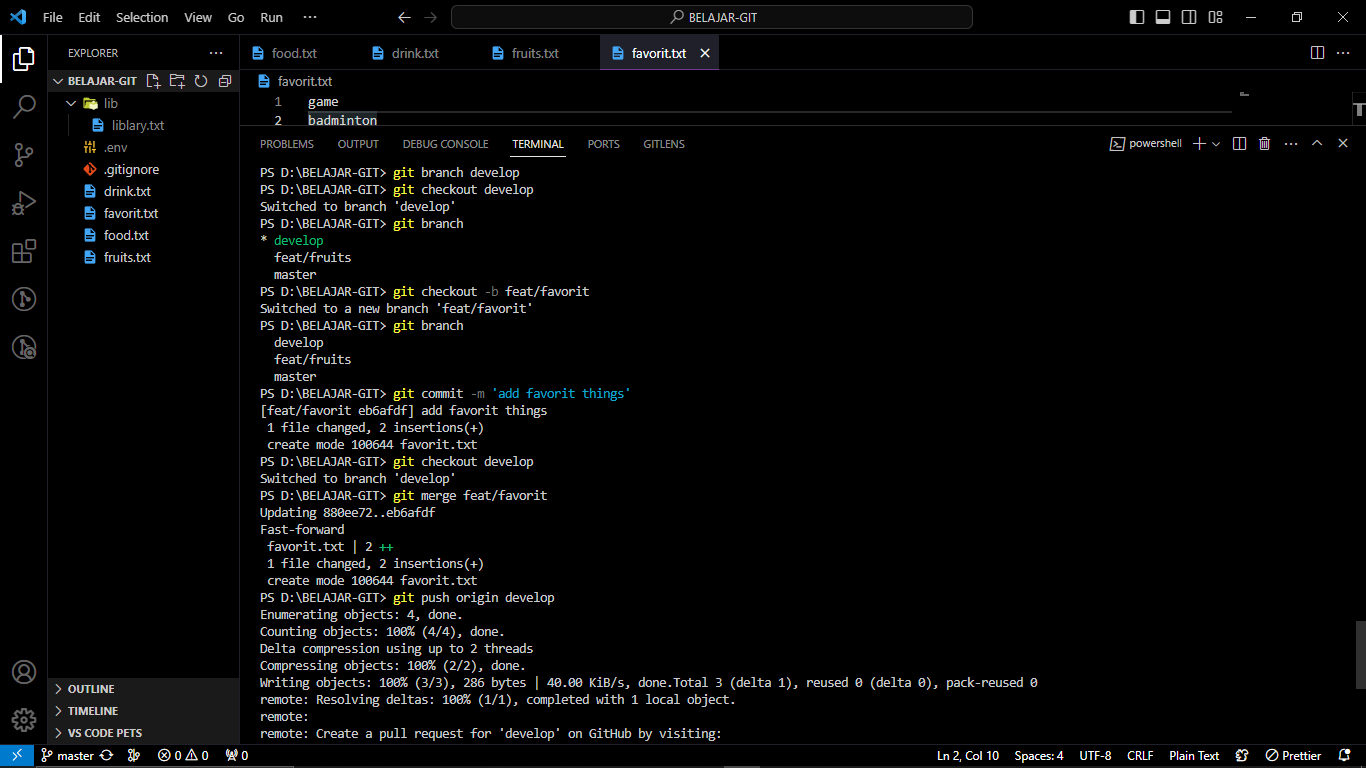 File Edit Selection View Go Run ···
BELAJAR-GIT
EXPLORER
BELAJAR-GIT
lib
liblary.txt
.env
.gitignore
drink.txt
favorit.txt
food.txt
fruits.txt
OUTLINE
TIMELINE
VS CODE PETS
food.txt drink.txt fruits.txt favorit.txt
favorit.txt
1 game
2 badminton
PROBLEMS OUTPUT DEBUG CONSOLE TERMINAL PORTS GITLENS
powershell
PS D:\BELAJAR-GIT> git branch develop
PS D:\BELAJAR-GIT> git checkout develop
Switched to branch 'develop'
PS D:\BELAJAR-GIT> git branch
* develop
  feat/fruits
  master
PS D:\BELAJAR-GIT> git checkout -b feat/favorit
Switched to a new branch 'feat/favorit'
PS D:\BELAJAR-GIT> git branch
  develop
  feat/fruits
  master
PS D:\BELAJAR-GIT> git commit -m 'add favorit things'
[feat/favorit eb6afdf] add favorit things
 1 file changed, 2 insertions(+)
 create mode 100644 favorit.txt
PS D:\BELAJAR-GIT> git checkout develop
Switched to branch 'develop'
PS D:\BELAJAR-GIT> git merge feat/favorit
Updating 880ee72..eb6afdf
Fast-forward
 favorit.txt | 2 ++
 1 file changed, 2 insertions(+)
 create mode 100644 favorit.txt
PS D:\BELAJAR-GIT> git push origin develop
Enumerating objects: 4, done.
Counting objects: 100% (4/4), done.
Delta compression using up to 2 threads
Compressing objects: 100% (2/2), done.
Writing objects: 100% (3/3), 286 bytes | 40.00 KiB/s, done.Total 3 (delta 1), reused 0 (delta 0), pack-reused 0
remote: Resolving deltas: 100% (1/1), completed with 1 local object.
remote:
remote: Create a pull request for 'develop' on GitHub by visiting:
master 0 0 0 Ln 2, Col 10 Spaces: 4 UTF-8 CRLF Plain Text Prettier